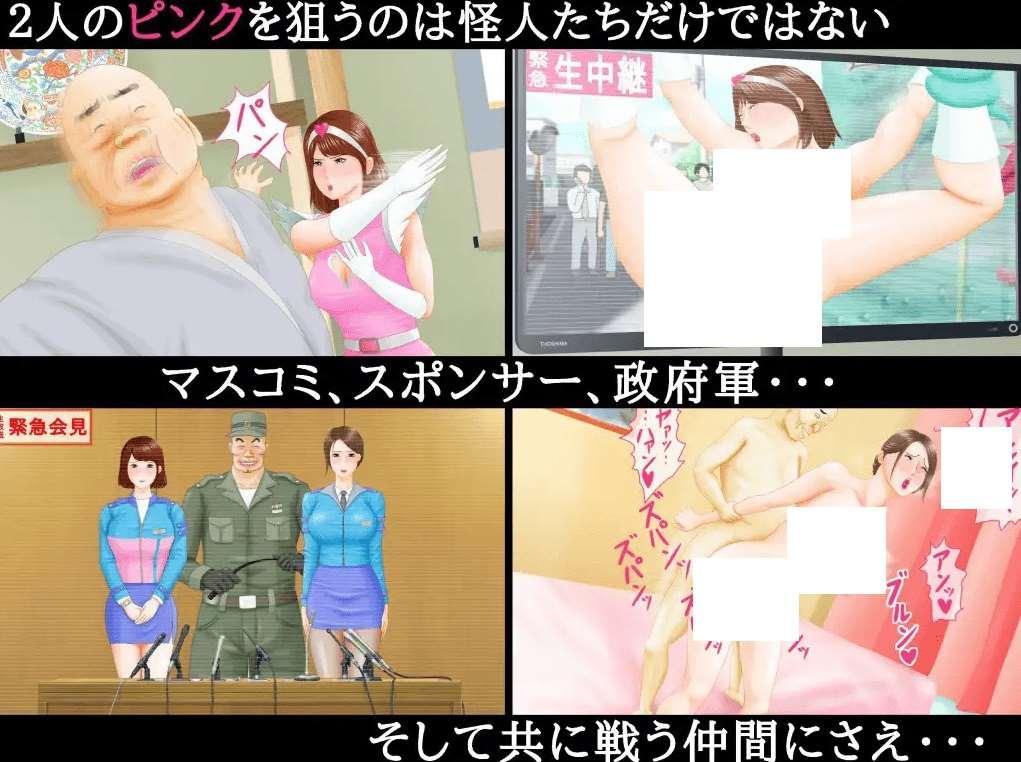 2人のピンクを狙うのは怪人たちだけではない
パン
緊急
生中継
TOOSHIBA
マスコミ、スポンサー、政府軍・・・
緊急会見
ズパンッ
ズパンッ
アンッ♥
ブルンッ♥
そして共に戦う仲間にさえ・・・